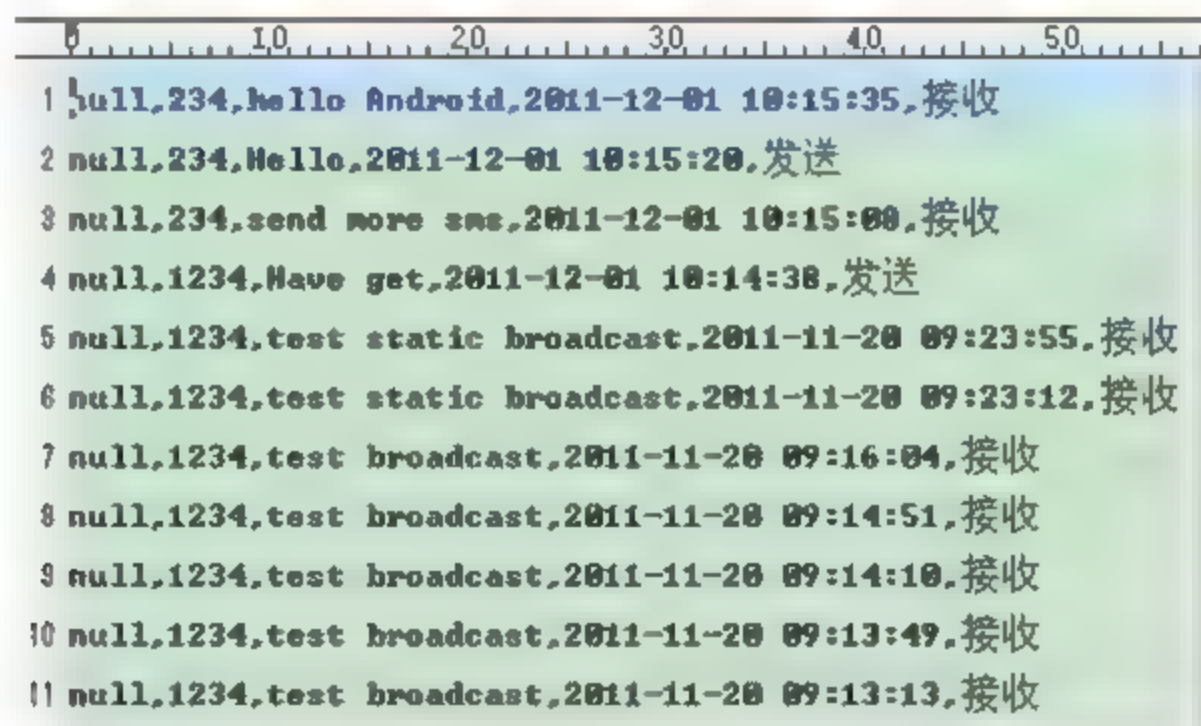 0 10 20 30 40 50
1 null,234,hello Android,2011-12-01 10:15:35,接收
2 null,234,Hello,2011-12-01 10:15:20,发送
3 null,234,send more sms,2011-12-01 10:15:00,接收
4 null,1234,Have get,2011-12-01 10:14:38,发送
5 null,1234,test static broadcast,2011-11-20 09:23:55,接收
6 null,1234,test static broadcast,2011-11-20 09:23:12,接收
7 null,1234,test broadcast,2011-11-20 09:16:04,接收
8 null,1234,test broadcast,2011-11-20 09:14:51,接收
9 null,1234,test broadcast,2011-11-20 09:14:10,接收
10 null,1234,test broadcast,2011-11-20 09:13:49,接收
11 null,1234,test broadcast,2011-11-20 09:13:13,接收